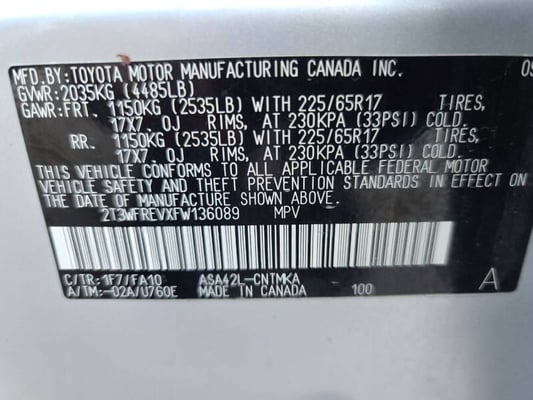 MFD.BY:TOYOTA MOTOR MANUFACTURING CANADA INC. 09
GVWR:2035KG (4485LB)
GAWR:FRT. 1150KG (2535LB) WITH 225/65R17 TIRES,
17X7 0J RIMS, AT 230KPA (33PSI) COLD.
RR. 1150KG (2535LB) WITH 225/65R17 TIRES,
17X7 0J RIMS, AT 230KPA (33PSI) COLD.
THIS VEHICLE CONFORMS TO ALL APPLICABLE FEDERAL MOTOR
VEHICLE SAFETY AND THEFT PREVENTION STANDARDS IN EFFECT ON
THE DATE OF MANUFACTURE SHOWN ABOVE.
2T3WFREVXFW136089 MPV
C/TR:1F7/FA10 ASA42L-CNTMKA
A/TM:-02A/U760E MADE IN CANADA 100 A